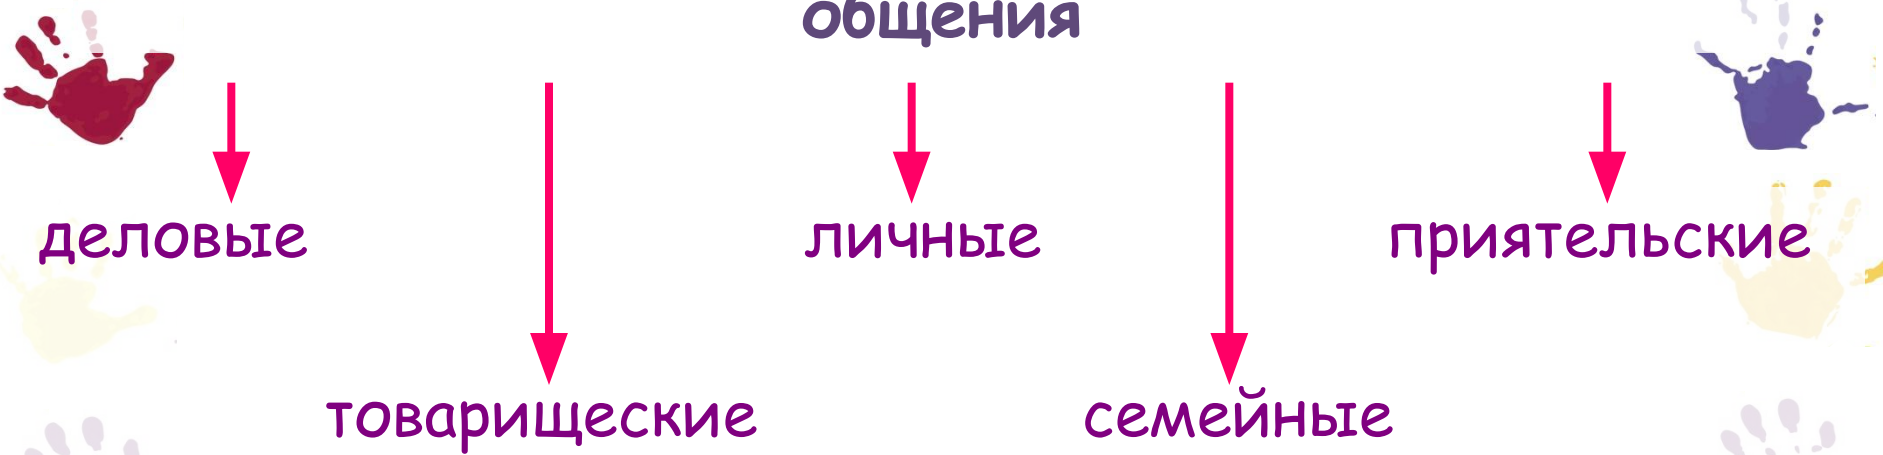 общения
деловые личные приятельские
товарищеские семейные